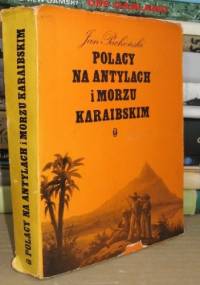 Jan Pachoński
POLACY
NA ANTYLACH
i MORZU
KARAIBSKIM
POLACY NA ANTYLACH i MORZU KARAIBSKIM